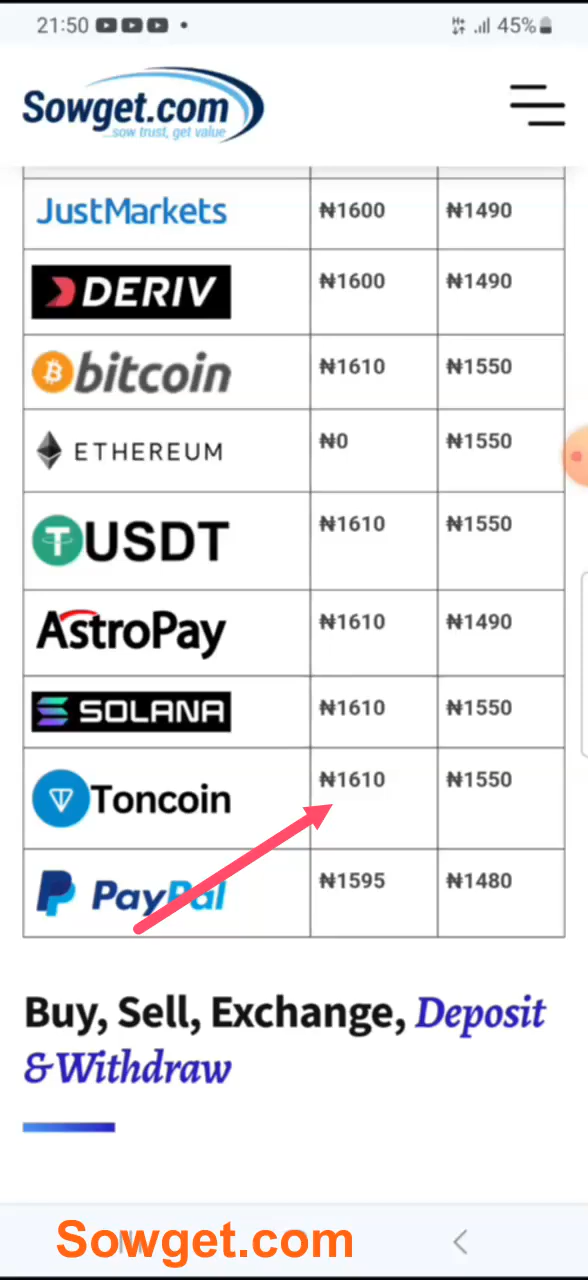 21:50 45%
Sowget.com
...sow trust, get value
JustMarkets ₦1600 ₦1490
DERIV ₦1600 ₦1490
bitcoin ₦1610 ₦1550
ETHEREUM ₦0 ₦1550
USDT ₦1610 ₦1550
AstroPay ₦1610 ₦1490
SOLANA ₦1610 ₦1550
Toncoin ₦1610 ₦1550
PayPal ₦1595 ₦1480
Buy, Sell, Exchange, Deposit
&Withdraw
Sowget.com